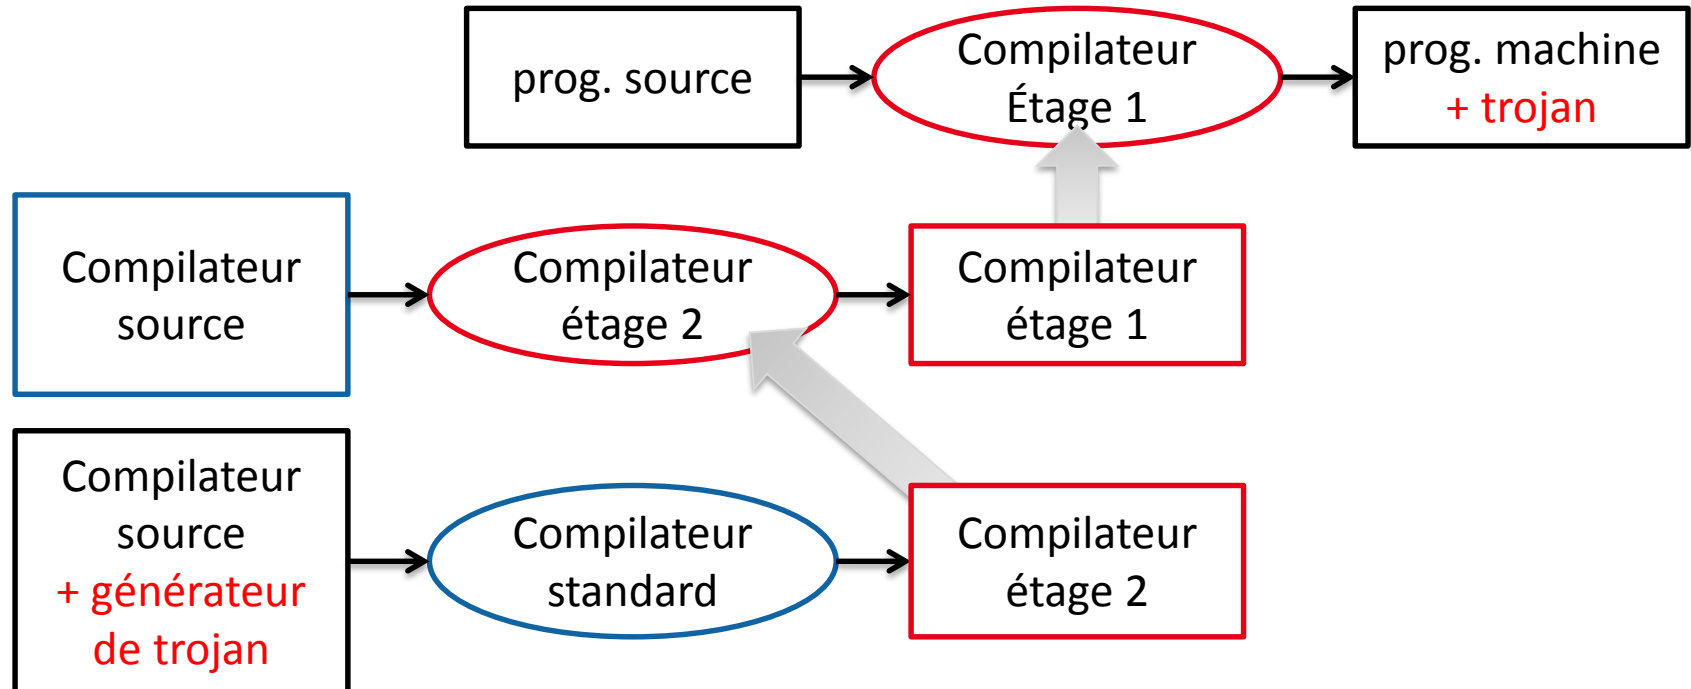 prog. source
Compilateur
Étage 1
prog. machine
+ trojan
Compilateur
source
Compilateur
étage 2
Compilateur
étage 1
Compilateur
source
+ générateur
de trojan
Compilateur
standard
Compilateur
étage 2